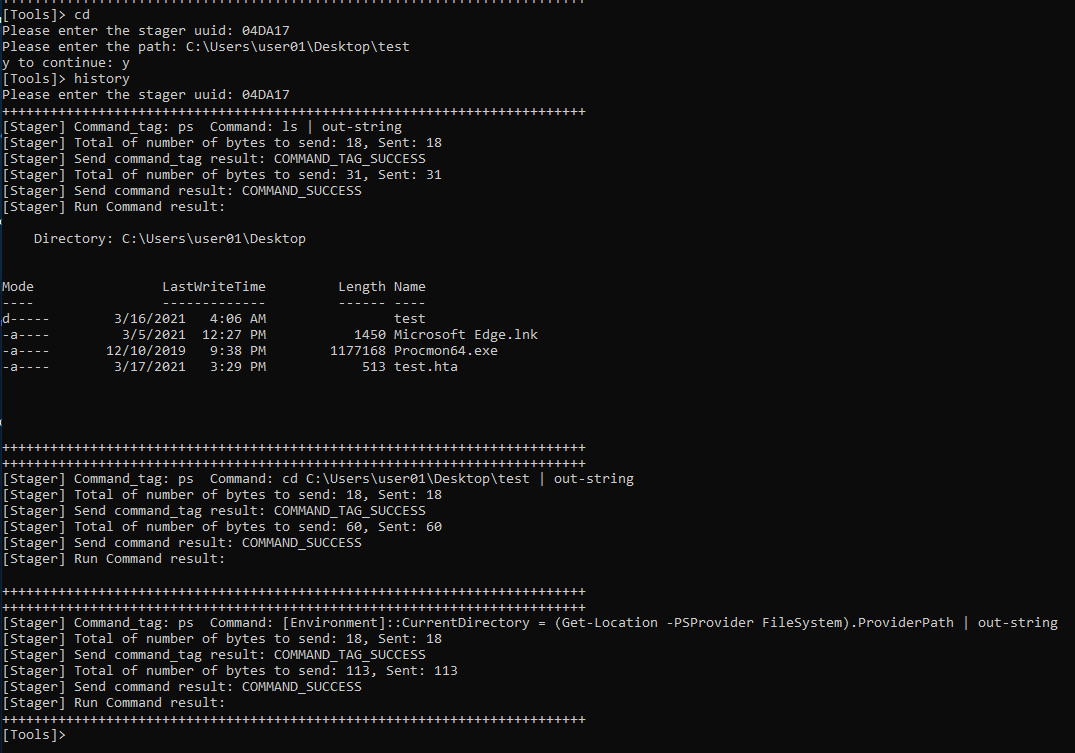 ++++++++++++++++++++++++++++++++++++++++++++++++++++++++++++++++++++++++++
[Tools]> cd
Please enter the stager uuid: 04DA17
Please enter the path: C:\Users\user01\Desktop\test
y to continue: y
[Tools]> history
Please enter the stager uuid: 04DA17
+++++++++++++++++++++++++++++++++++++++++++++++++++++++++++++++++++++++++
[Stager] Command_tag: ps  Command: ls | out-string
[Stager] Total of number of bytes to send: 18, Sent: 18
[Stager] Send command_tag result: COMMAND_TAG_SUCCESS
[Stager] Total of number of bytes to send: 31, Sent: 31
[Stager] Send command result: COMMAND_SUCCESS
[Stager] Run Command result:
    Directory: C:\Users\user01\Desktop
Mode                LastWriteTime         Length Name
----                -------------         ------ ----
d-----        3/16/2021   4:06 AM                test
-a----         3/5/2021  12:27 PM           1450 Microsoft Edge.lnk
-a----       12/10/2019   9:38 PM        1177168 Procmon64.exe
-a----        3/17/2021   3:29 PM            513 test.hta
+++++++++++++++++++++++++++++++++++++++++++++++++++++++++++++++++++++++++
+++++++++++++++++++++++++++++++++++++++++++++++++++++++++++++++++++++++++
[Stager] Command_tag: ps  Command: cd C:\Users\user01\Desktop\test | out-string
[Stager] Total of number of bytes to send: 18, Sent: 18
[Stager] Send command_tag result: COMMAND_TAG_SUCCESS
[Stager] Total of number of bytes to send: 60, Sent: 60
[Stager] Send command result: COMMAND_SUCCESS
[Stager] Run Command result:
+++++++++++++++++++++++++++++++++++++++++++++++++++++++++++++++++++++++++
+++++++++++++++++++++++++++++++++++++++++++++++++++++++++++++++++++++++++
[Stager] Command_tag: ps  Command: [Environment]::CurrentDirectory = (Get-Location -PSProvider FileSystem).ProviderPath | out-string
[Stager] Total of number of bytes to send: 18, Sent: 18
[Stager] Send command_tag result: COMMAND_TAG_SUCCESS
[Stager] Total of number of bytes to send: 113, Sent: 113
[Stager] Send command result: COMMAND_SUCCESS
[Stager] Run Command result:
+++++++++++++++++++++++++++++++++++++++++++++++++++++++++++++++++++++++++
[Tools]>